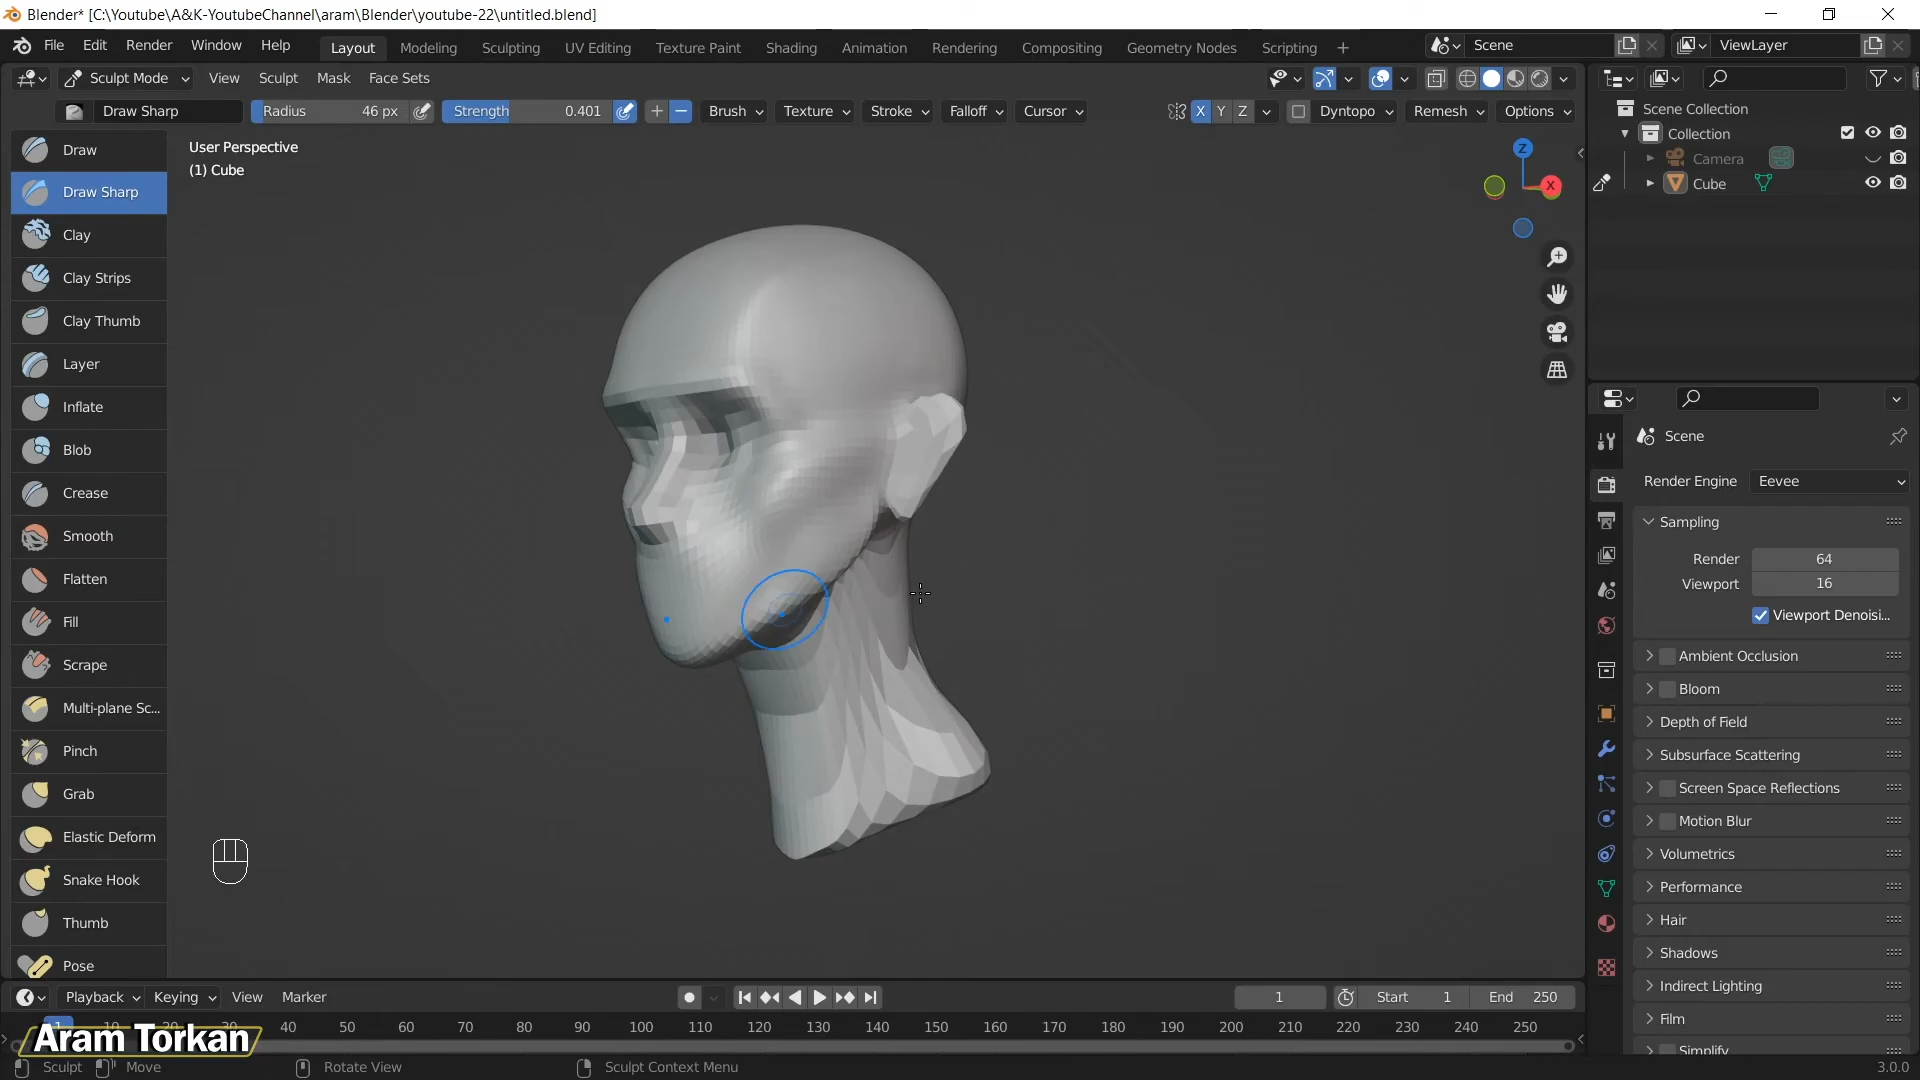 Blender* [C:\Youtube\A&K-YoutubeChannel\aram\Blender\youtube-22\untitled.blend]
File Edit Render Window Help Layout Modeling Sculpting UV Editing Texture Paint Shading Animation Rendering Compositing Geometry Nodes Scripting + Scene ViewLayer
Sculpt Mode View Sculpt Mask Face Sets
Draw Sharp Radius 46 px Strength 0.401 Brush Texture Stroke Falloff Cursor X Y Z Dyntopo Remesh Options
Scene Collection
Collection
Camera
Cube
User Perspective
(1) Cube
Z
X
Draw
Draw Sharp
Clay
Clay Strips
Clay Thumb
Layer
Inflate
Blob
Crease
Smooth
Flatten
Fill
Scrape
Multi-plane Sc...
Pinch
Grab
Elastic Deform
Snake Hook
Thumb
Pose
Scene
Render Engine Eevee
Sampling
Render 64
Viewport 16
Viewport Denoisi...
Ambient Occlusion
Bloom
Depth of Field
Subsurface Scattering
Screen Space Reflections
Motion Blur
Volumetrics
Performance
Hair
Shadows
Indirect Lighting
Film
Simplify
Playback Keying View Marker 1 Start 1 End 250
1 10 20 30 40 50 60 70 80 90 100 110 120 130 140 150 160 170 180 190 200 210 220 230 240 250
Aram Torkan
Sculpt Move Rotate View Sculpt Context Menu 3.0.0